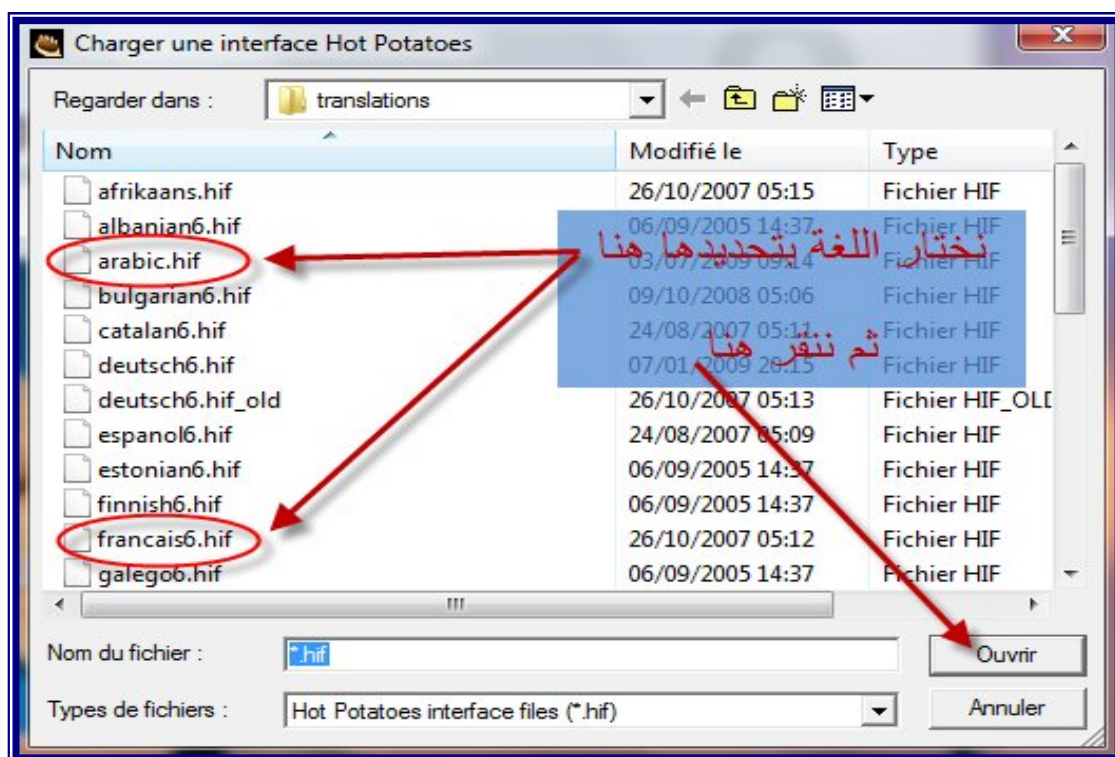 Charger une interface Hot Potatoes
Regarder dans : translations
Nom Modifié le Type
afrikaans.hif 26/10/2007 05:15 Fichier HIF
albanian6.hif 06/09/2005 14:37 Fichier HIF
arabic.hif 03/07/2009 09:14 Fichier HIF
bulgarian6.hif 09/10/2008 05:06 Fichier HIF
catalan6.hif 24/08/2007 05:11 Fichier HIF
deutsch6.hif 07/01/2009 20:15 Fichier HIF
deutsch6.hif_old 26/10/2007 05:13 Fichier HIF_OLD
espanol6.hif 24/08/2007 05:09 Fichier HIF
estonian6.hif 06/09/2005 14:37 Fichier HIF
finnish6.hif 06/09/2005 14:37 Fichier HIF
francais6.hif 26/10/2007 05:12 Fichier HIF
galego6.hif 06/09/2005 14:37 Fichier HIF
نختار اللغة بتحديدها هنا
ثم ننقر هنا
Nom du fichier : *.hif Ouvrir
Types de fichiers : Hot Potatoes interface files (*.hif) Annuler